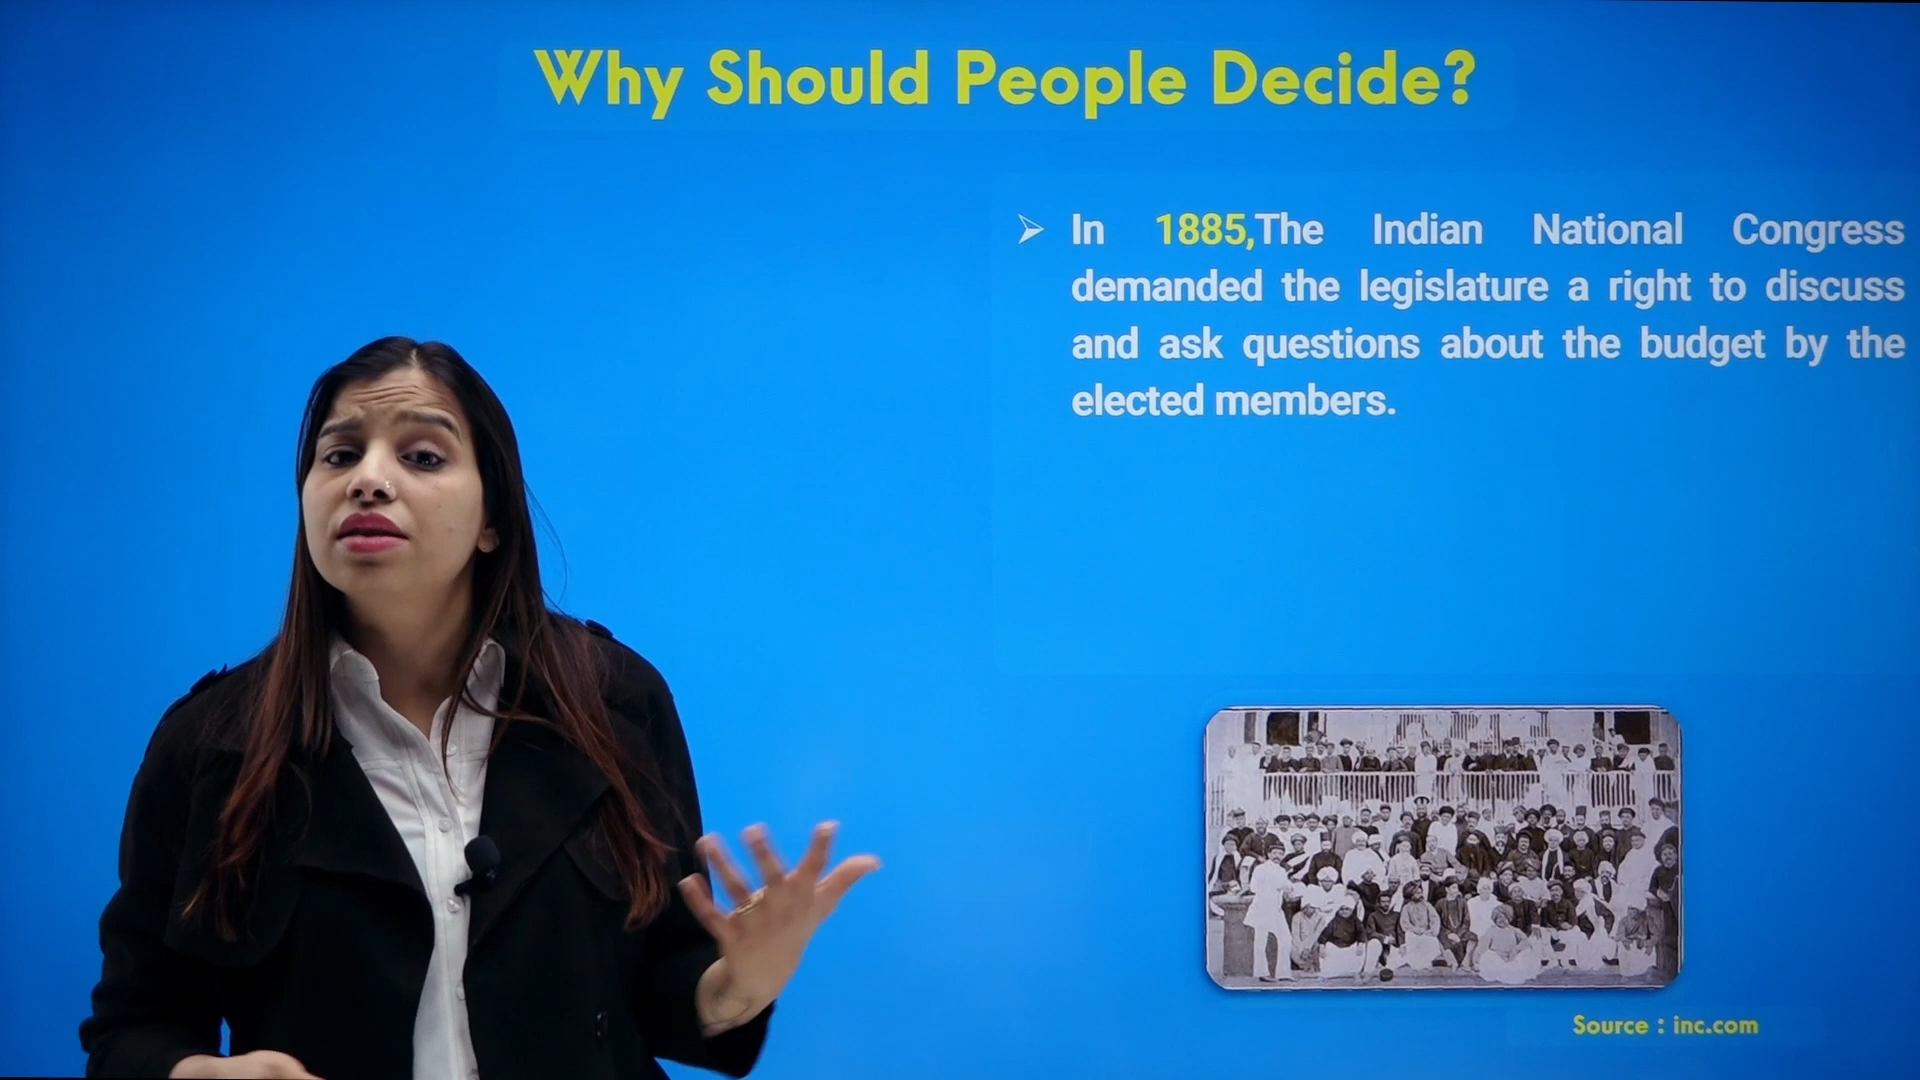 Why Should People Decide?
➢ In 1885,The Indian National Congress
demanded the legislature a right to discuss
and ask questions about the budget by the
elected members.
Source : inc.com